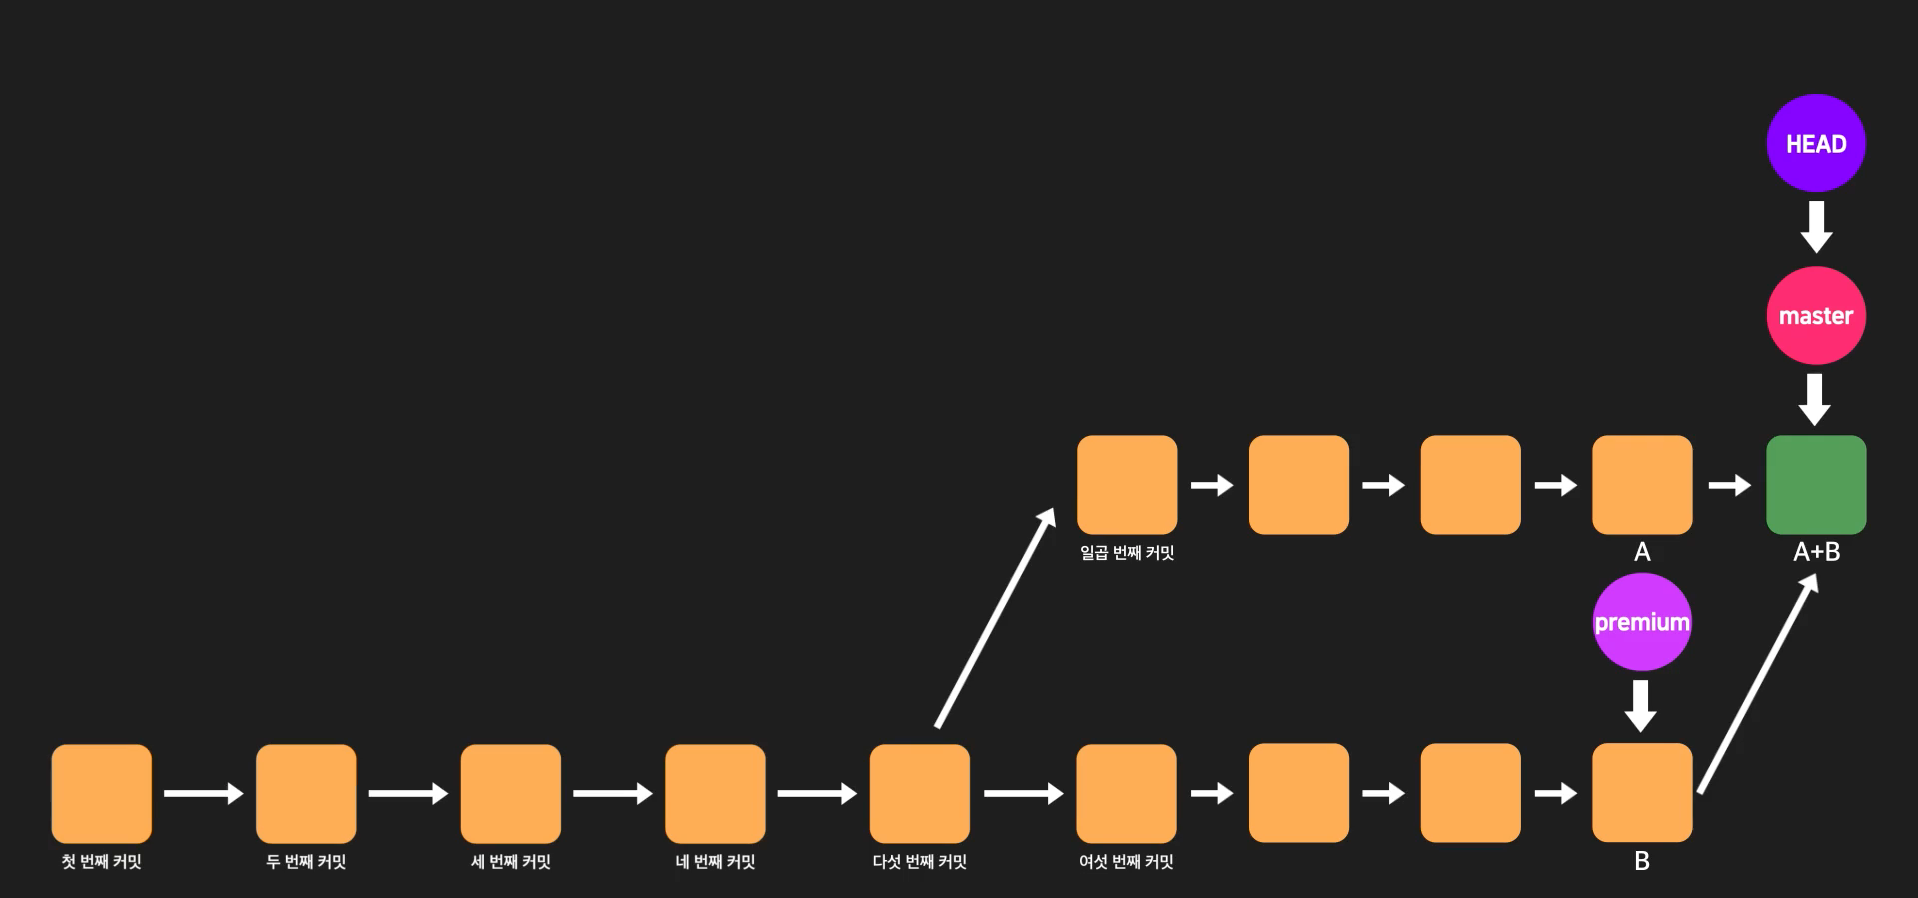 HEAD
master
일곱 번째 커밋
A
A+B
premium
첫 번째 커밋
두 번째 커밋
세 번째 커밋
네 번째 커밋
다섯 번째 커밋
여섯 번째 커밋
B